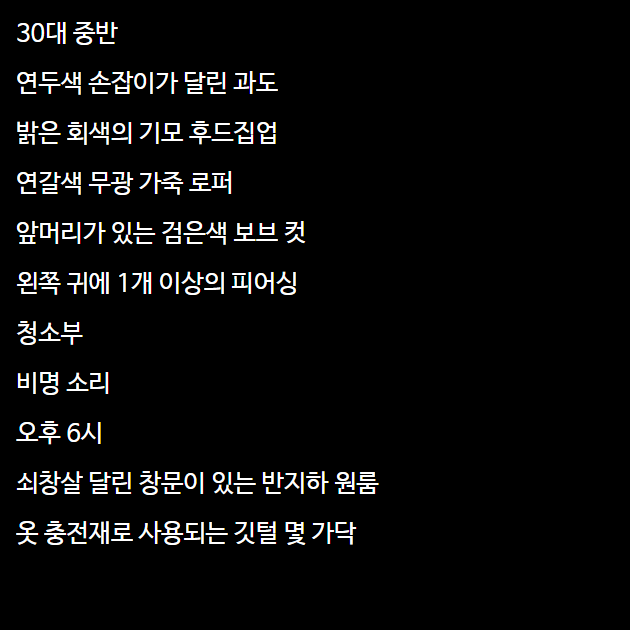 30대 중반
연두색 손잡이가 달린 과도
밝은 회색의 기모 후드집업
연갈색 무광 가죽 로퍼
앞머리가 있는 검은색 보브 컷
왼쪽 귀에 1개 이상의 피어싱
청소부
비명 소리
오후 6시
쇠창살 달린 창문이 있는 반지하 원룸
옷 충전재로 사용되는 깃털 몇 가닥